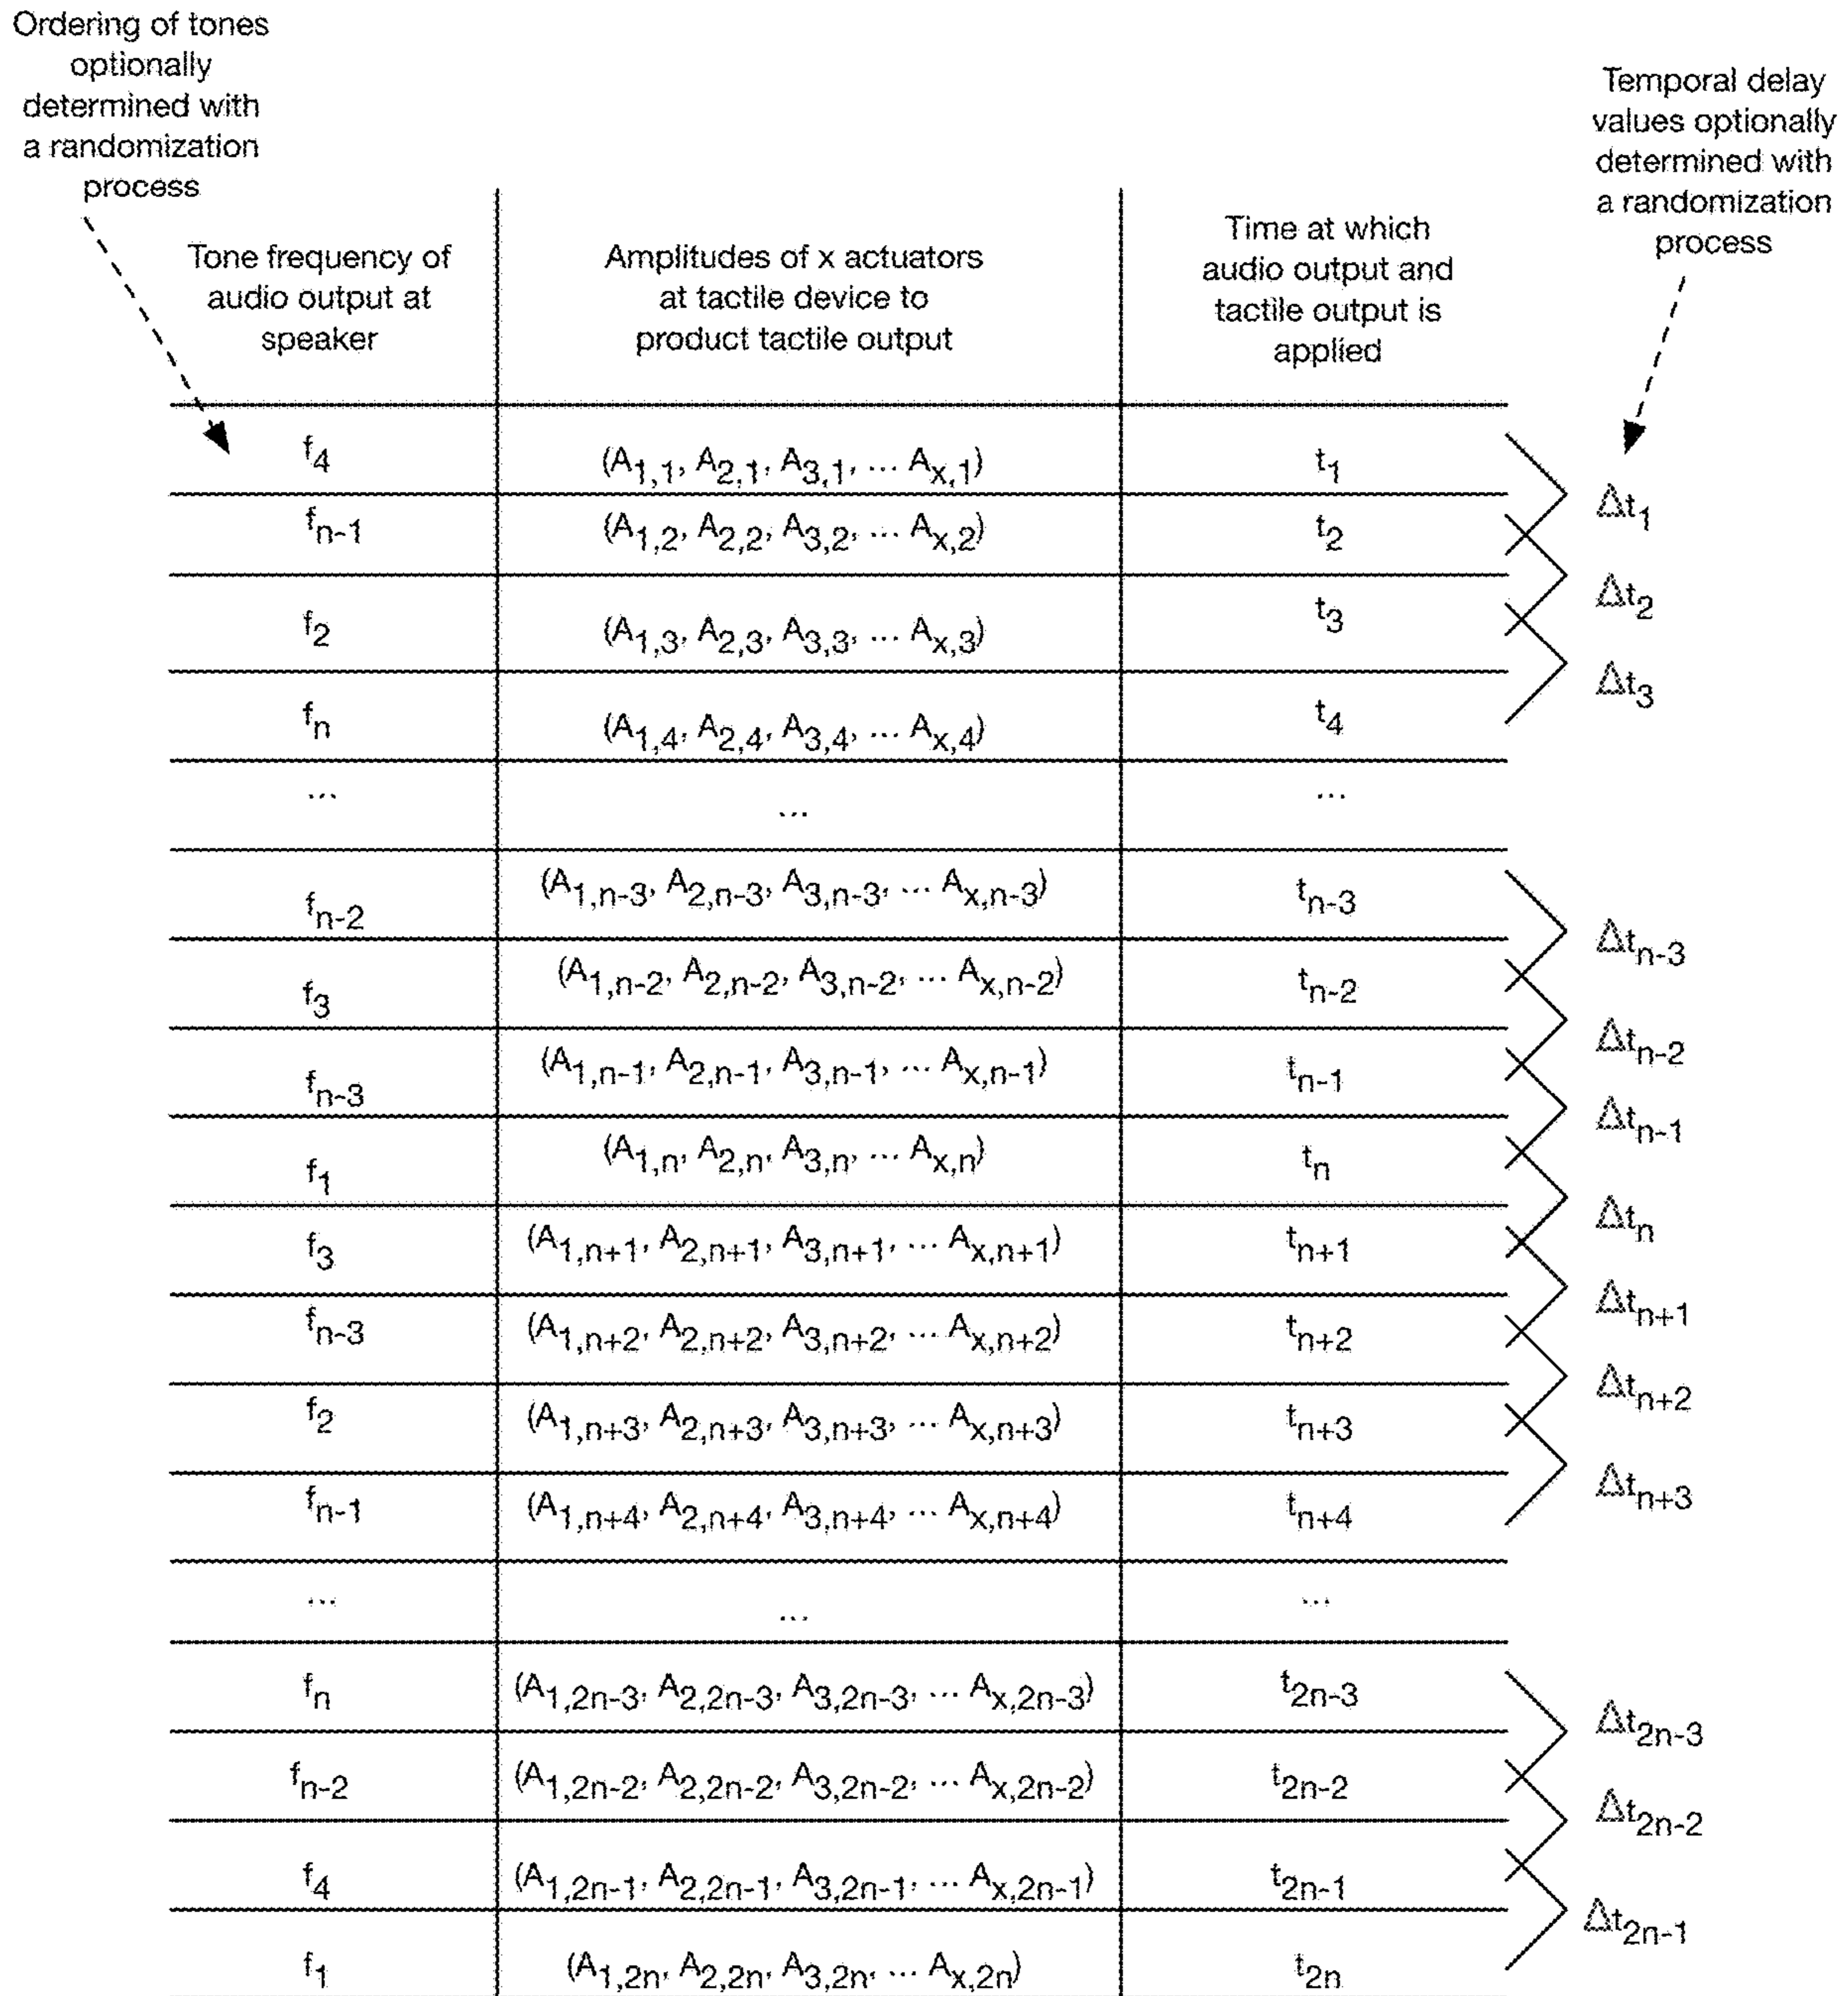 Ordering of tones
optionally
determined with
a randomization
process
Temporal delay
values optionally
determined with
a randomization
process
Tone frequency of
audio output at
speaker
Amplitudes of x actuators
at tactile device to
product tactile output
Time at which
audio output and
tactile output is
applied
f4 (A1,1, A2,1, A3,1, ... Ax,1) t1
Δt1
fn-1 (A1,2, A2,2, A3,2, ... Ax,2) t2
Δt2
f2 (A1,3, A2,3, A3,3, ... Ax,3) t3
Δt3
fn (A1,4, A2,4, A3,4, ... Ax,4) t4
... ... ...
fn-2 (A1,n-3, A2,n-3, A3,n-3, ... Ax,n-3) tn-3
Δtn-3
f3 (A1,n-2, A2,n-2, A3,n-2, ... Ax,n-2) tn-2
Δtn-2
fn-3 (A1,n-1, A2,n-1, A3,n-1, ... Ax,n-1) tn-1
Δtn-1
f1 (A1,n, A2,n, A3,n, ... Ax,n) tn
Δtn
f3 (A1,n+1, A2,n+1, A3,n+1, ... Ax,n+1) tn+1
Δtn+1
fn-3 (A1,n+2, A2,n+2, A3,n+2, ... Ax,n+2) tn+2
Δtn+2
f2 (A1,n+3, A2,n+3, A3,n+3, ... Ax,n+3) tn+3
Δtn+3
fn-1 (A1,n+4, A2,n+4, A3,n+4, ... Ax,n+4) tn+4
... ... ...
fn (A1,2n-3, A2,2n-3, A3,2n-3, ... Ax,2n-3) t2n-3
Δt2n-3
fn-2 (A1,2n-2, A2,2n-2, A3,2n-2, ... Ax,2n-2) t2n-2
Δt2n-2
f4 (A1,2n-1, A2,2n-1, A3,2n-1, ... Ax,2n-1) t2n-1
Δt2n-1
f1 (A1,2n, A2,2n, A3,2n, ... Ax,2n) t2n